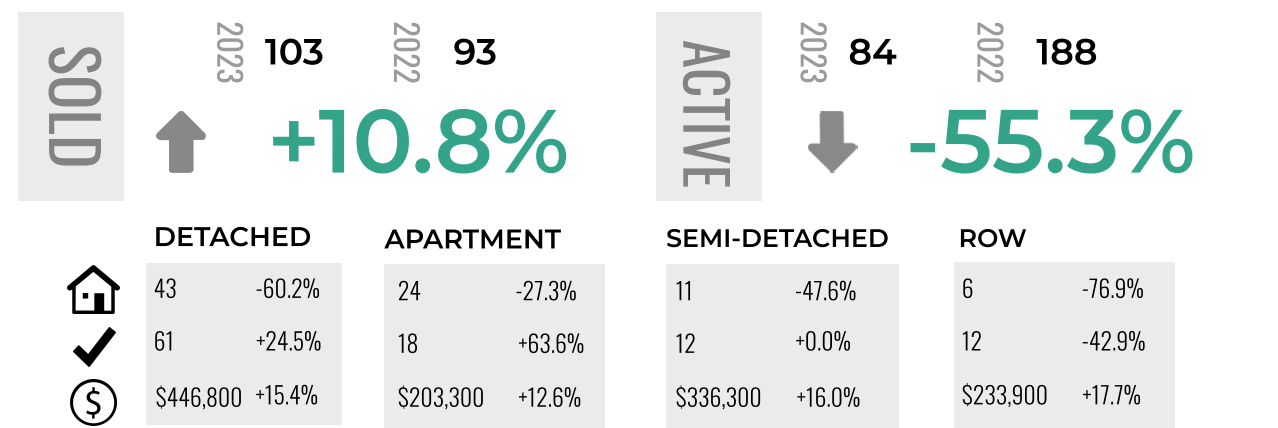 SOLD
2023 103 2022 93
+10.8%
ACTIVE
2023 84 2022 188
-55.3%
DETACHED APARTMENT SEMI-DETACHED ROW
43 -60.2% 24 -27.3% 11 -47.6% 6 -76.9%
61 +24.5% 18 +63.6% 12 +0.0% 12 -42.9%
$ $446,800 +15.4% $203,300 +12.6% $336,300 +16.0% $233,900 +17.7%